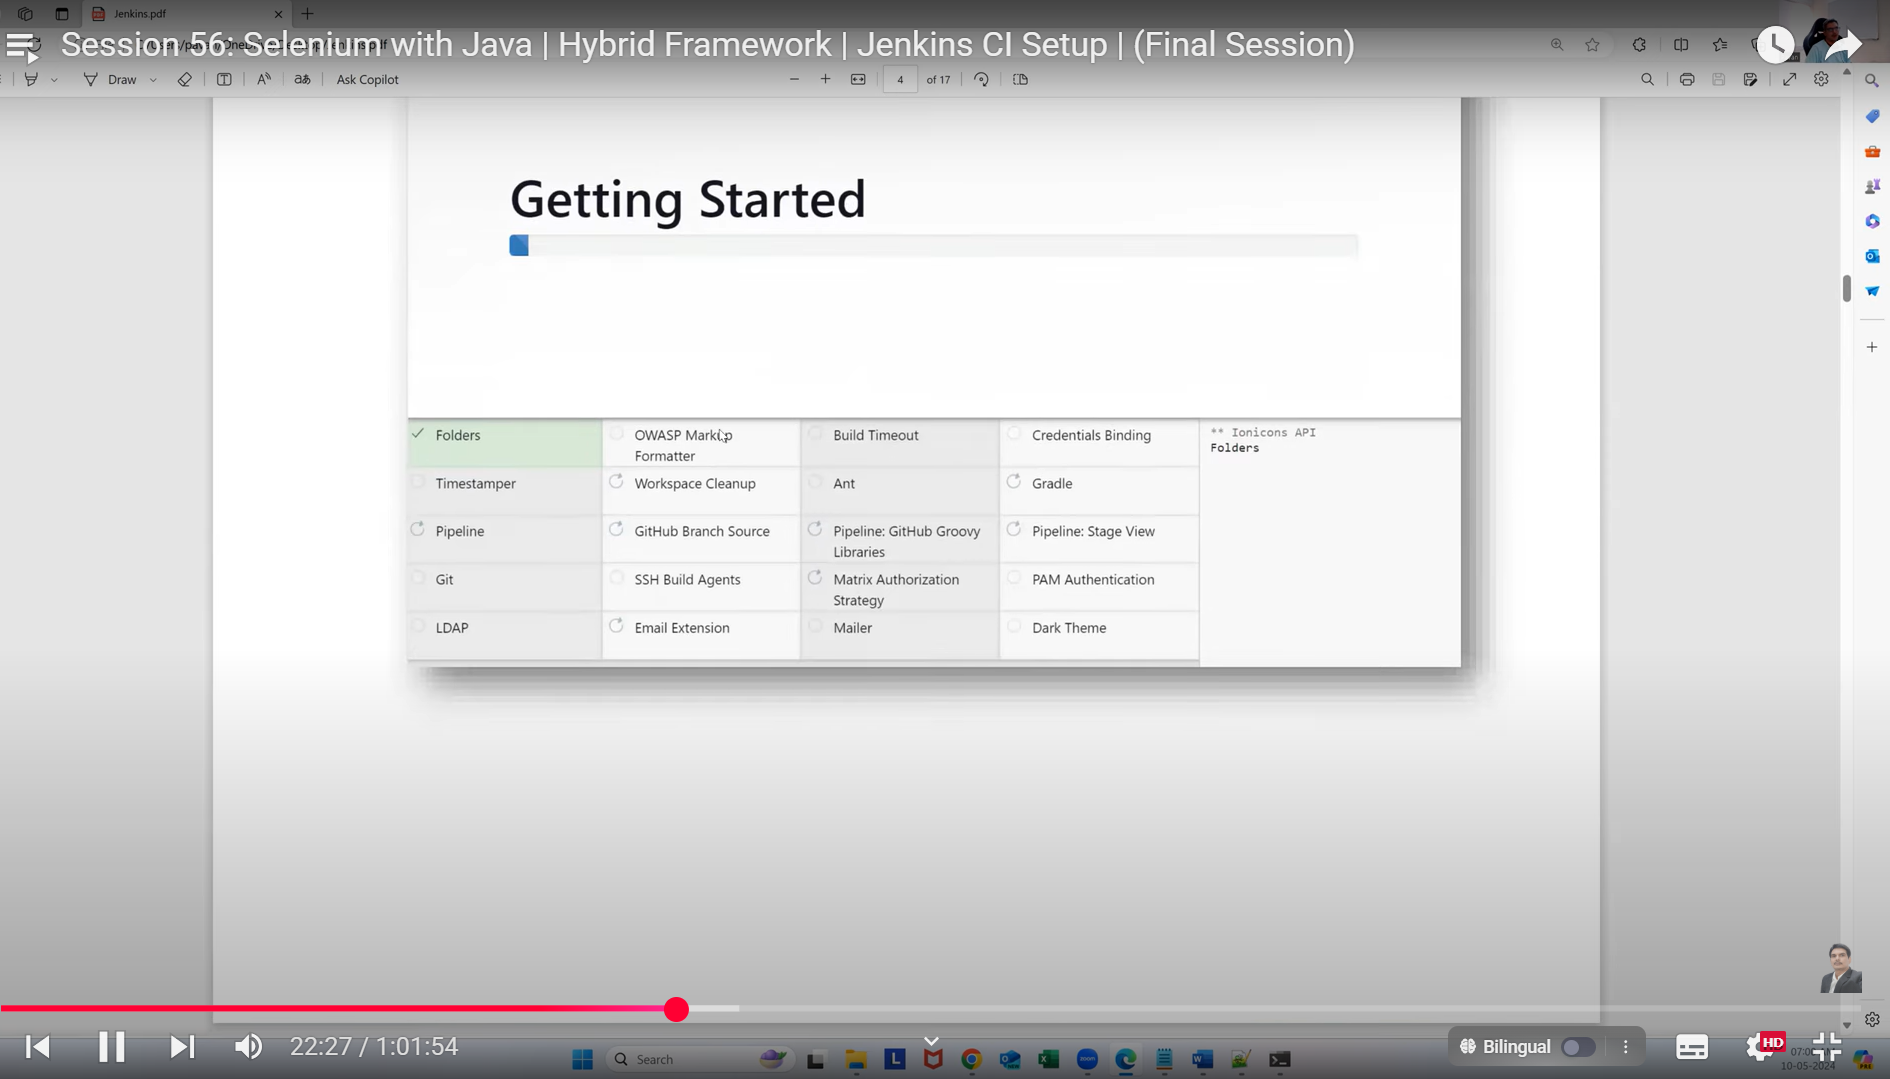 Jenkins.pdf
Session 56: Selenium with Java | Hybrid Framework | Jenkins CI Setup | (Final Session)
Draw
Ask Copilot
4 of 17
Getting Started
Folders
OWASP Markup Formatter
Build Timeout
Credentials Binding
** Ionicons API
Folders
Timestamper
Workspace Cleanup
Ant
Gradle
Pipeline
GitHub Branch Source
Pipeline: GitHub Groovy Libraries
Pipeline: Stage View
Git
SSH Build Agents
Matrix Authorization Strategy
PAM Authentication
LDAP
Email Extension
Mailer
Dark Theme
22:27 / 1:01:54
Search
Bilingual
HD
10-05-2024